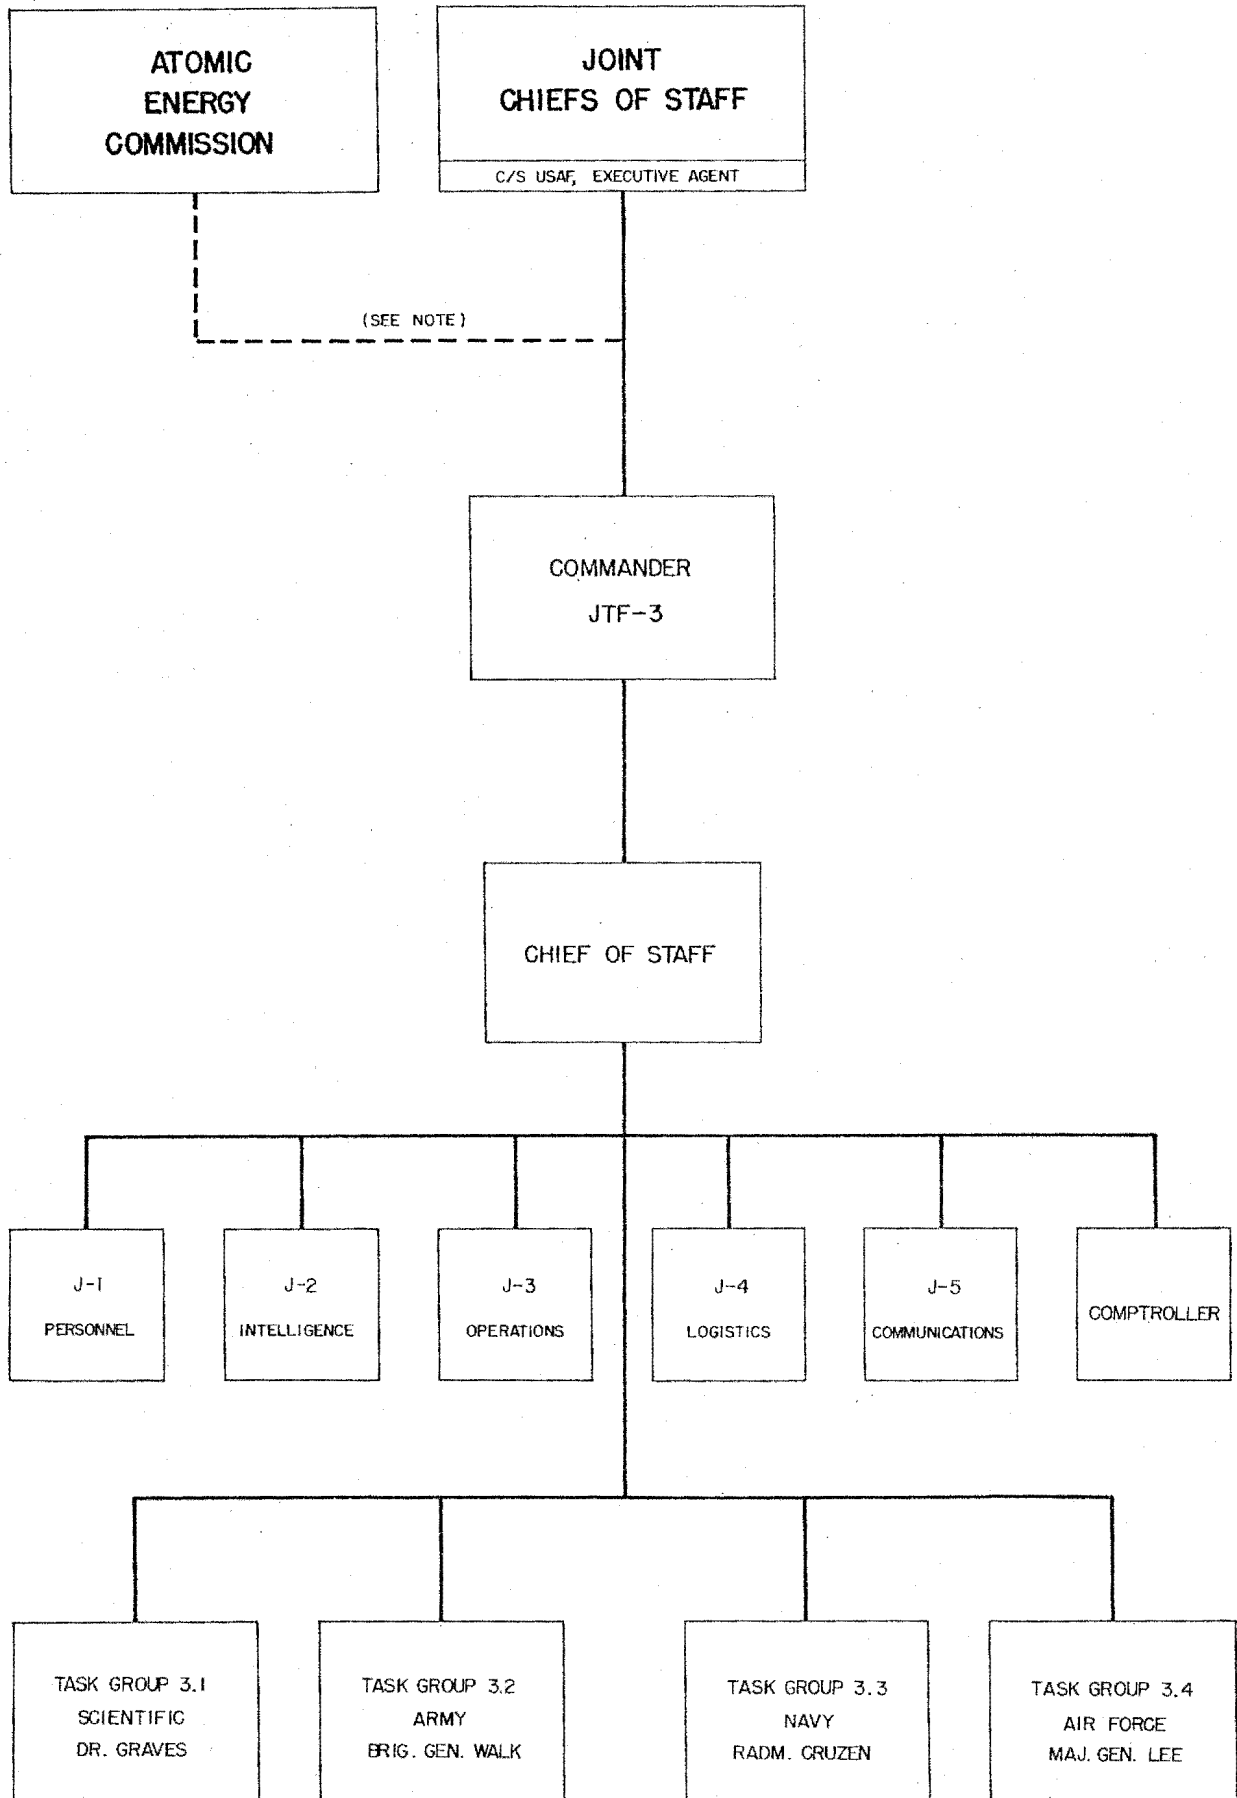 ATOMIC
ENERGY
COMMISSION
JOINT
CHIEFS OF STAFF
C/S USAF, EXECUTIVE AGENT
(SEE NOTE)
COMMANDER
JTF-3
CHIEF OF STAFF
J-1
PERSONNEL
J-2
INTELLIGENCE
J-3
OPERATIONS
J-4
LOGISTICS
J-5
COMMUNICATIONS
COMPTROLLER
TASK GROUP 3.1
SCIENTIFIC
DR. GRAVES
TASK GROUP 3.2
ARMY
BRIG. GEN. WALK
TASK GROUP 3.3
NAVY
RADM. CRUZEN
TASK GROUP 3.4
AIR FORCE
MAJ. GEN. LEE